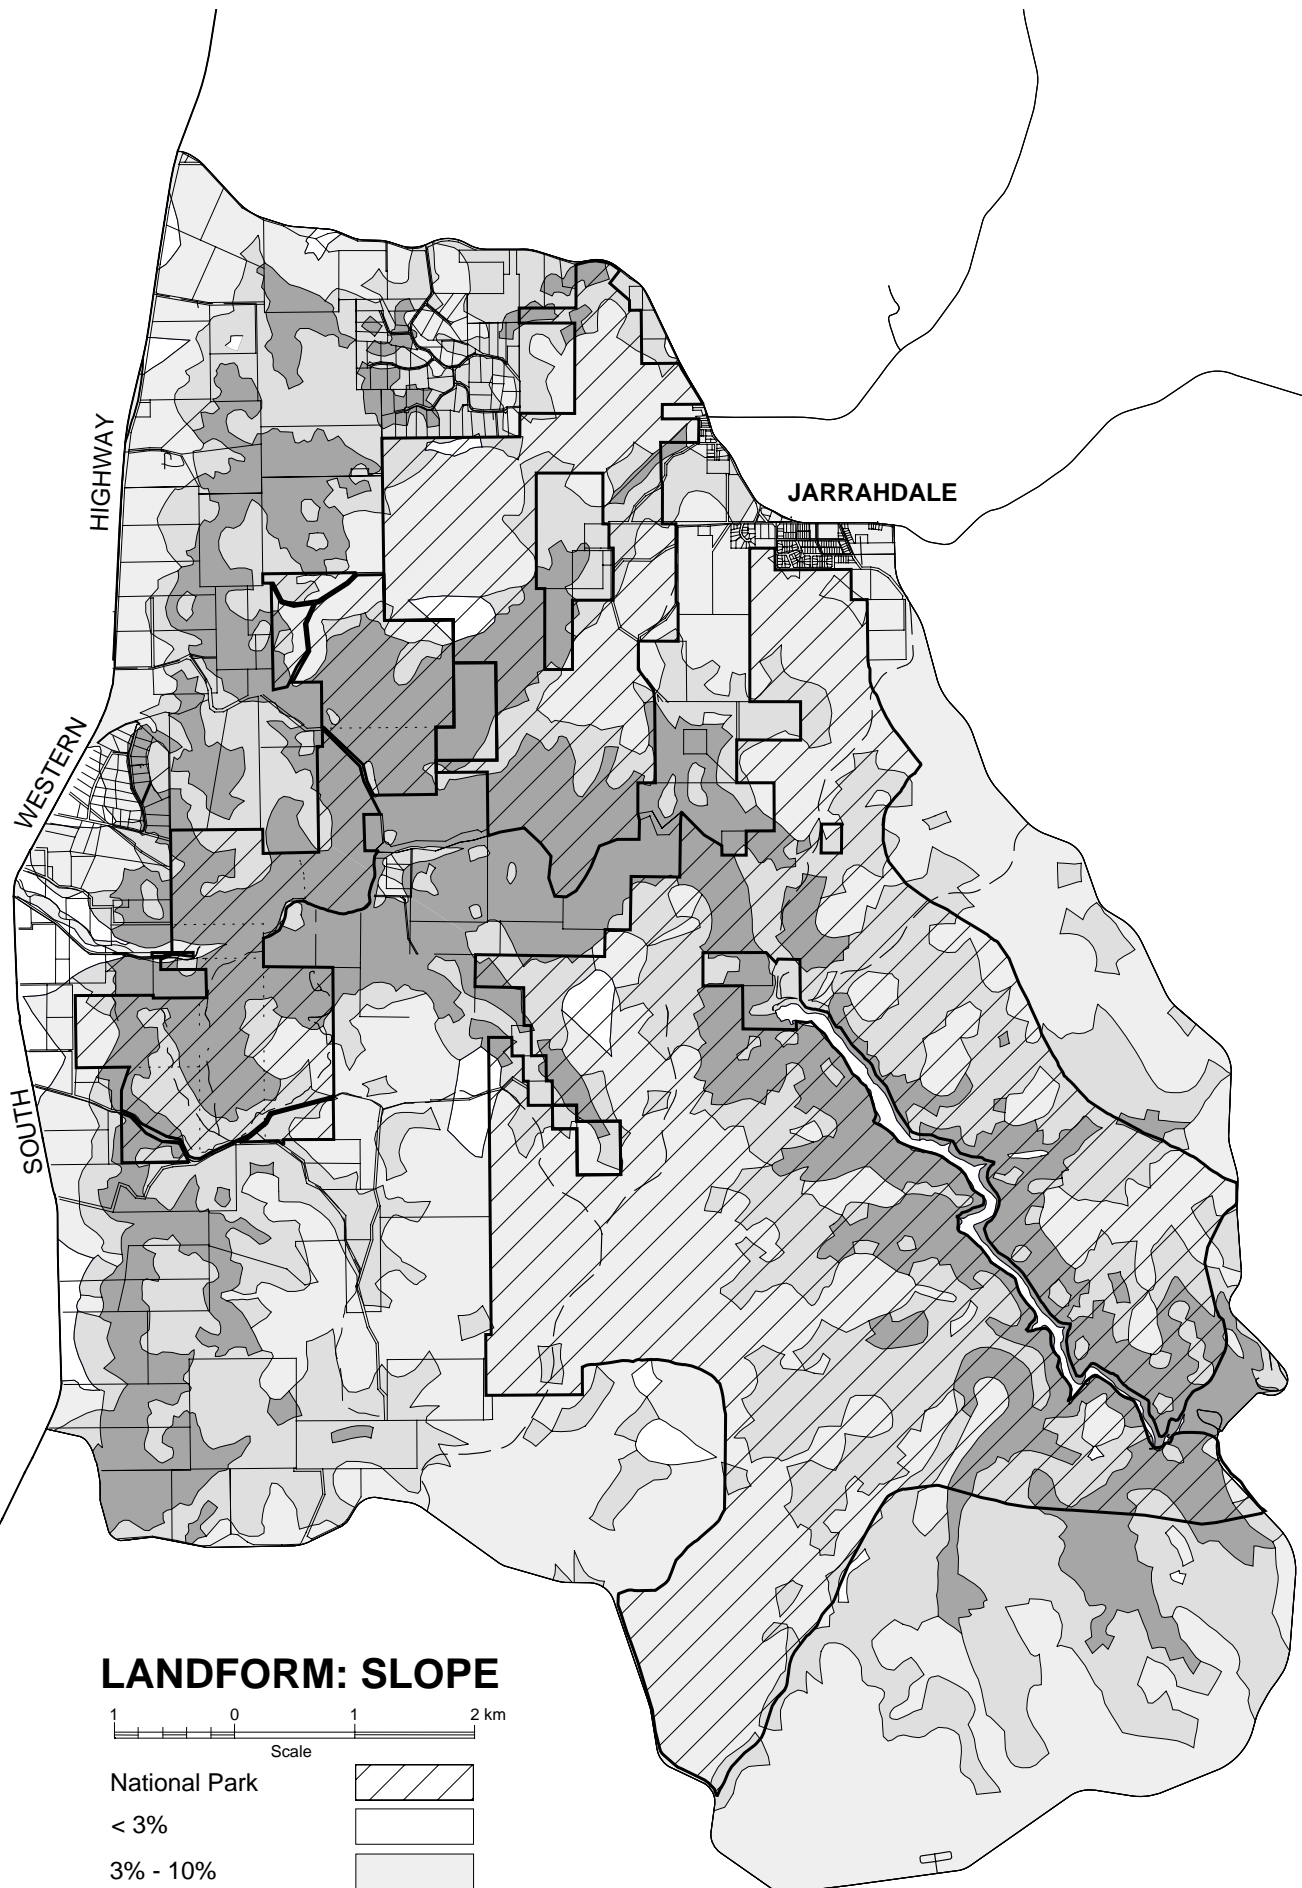 HIGHWAY
JARRAHDALE
WESTERN
SOUTH
LANDFORM: SLOPE
1 0 1 2 km
Scale
National Park
< 3%
3% - 10%